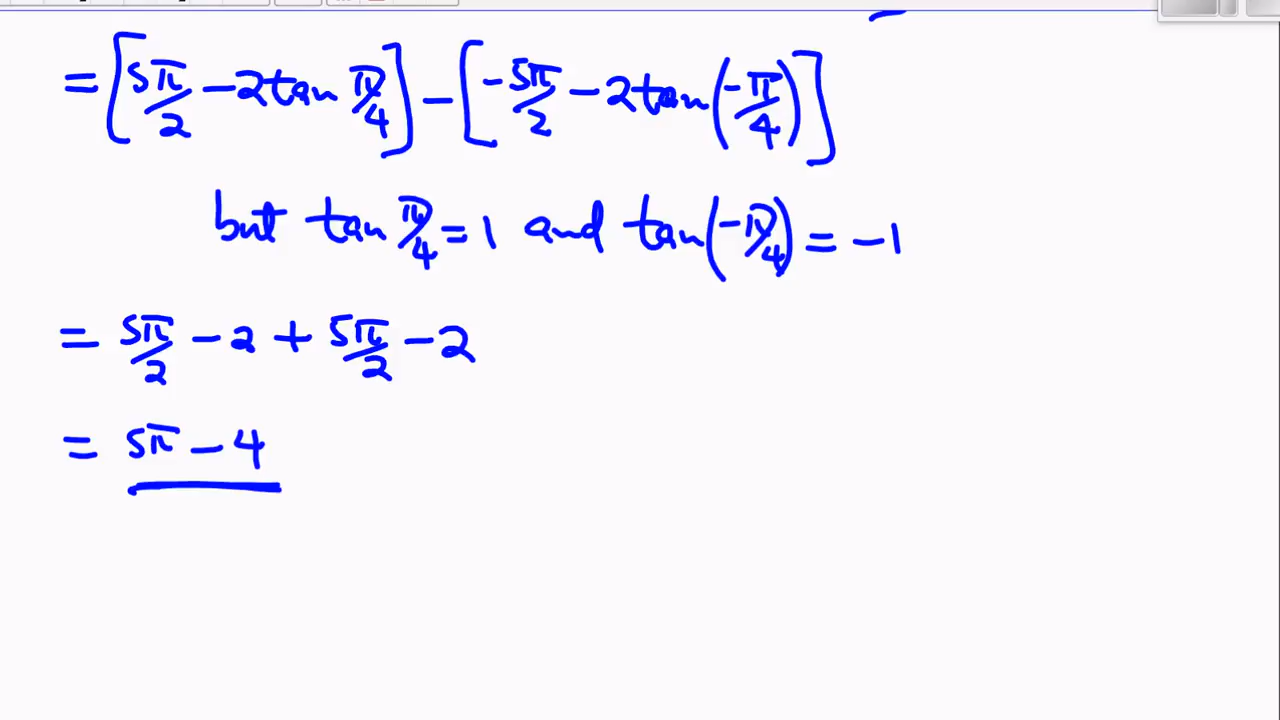 = [5π/2 - 2tan π/4] - [-5π/2 - 2tan(-π/4)]
but tan π/4 = 1 and tan(-π/4) = -1
= 5π/2 - 2 + 5π/2 - 2
= 5π - 4